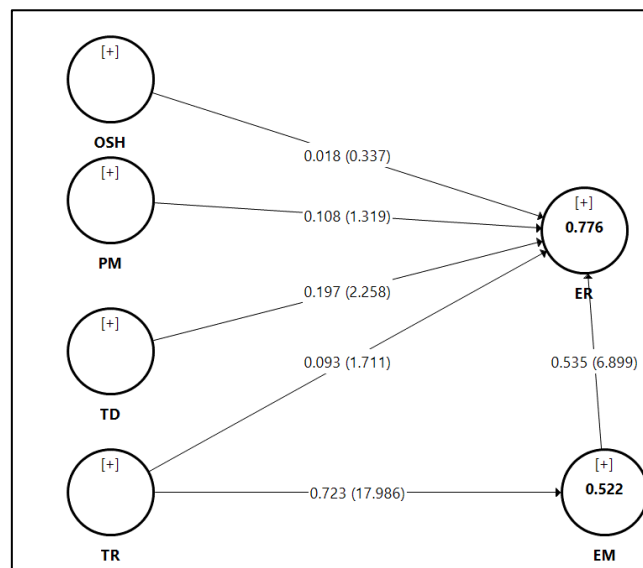 [+]
OSH
0.018 (0.337)
[+]
PM
0.108 (1.319)
[+]
0.776
ER
[+]
TD
0.197 (2.258)
0.093 (1.711)
0.535 (6.899)
[+]
TR
0.723 (17.986)
[+]
0.522
EM